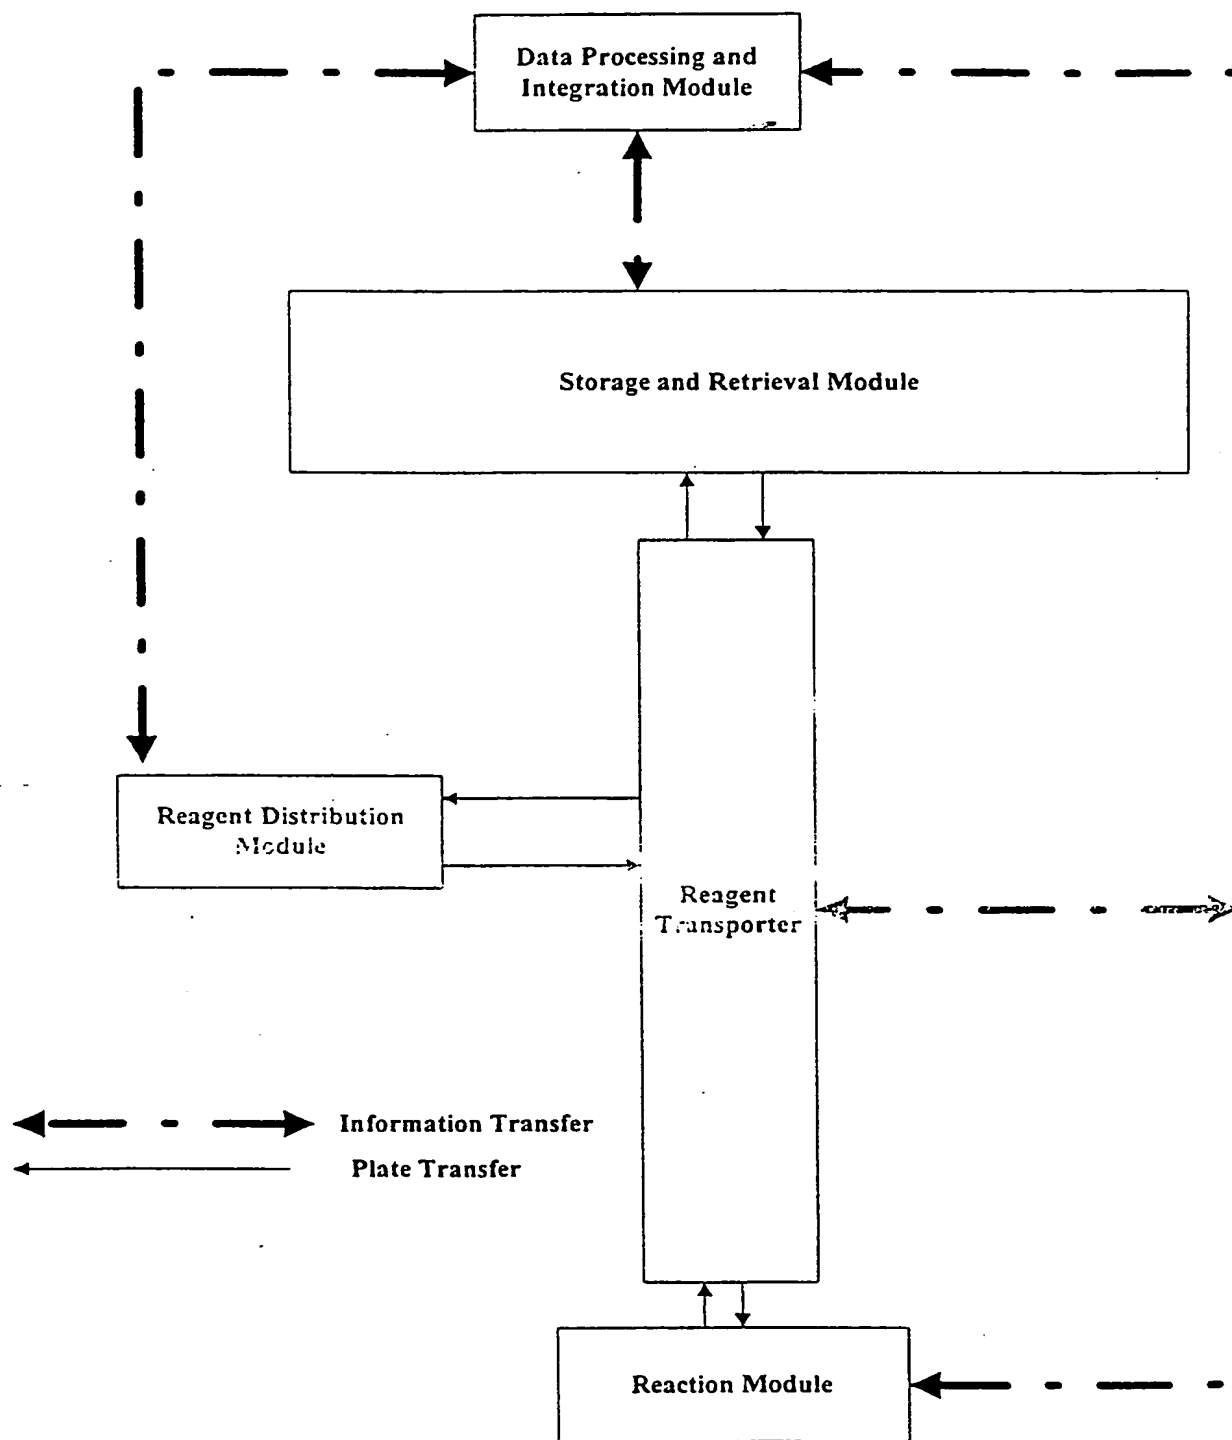 Data Processing and
Integration Module
Storage and Retrieval Module
Reagent Distribution
Module
Reagent
Transporter
Information Transfer
Plate Transfer
Reaction Module